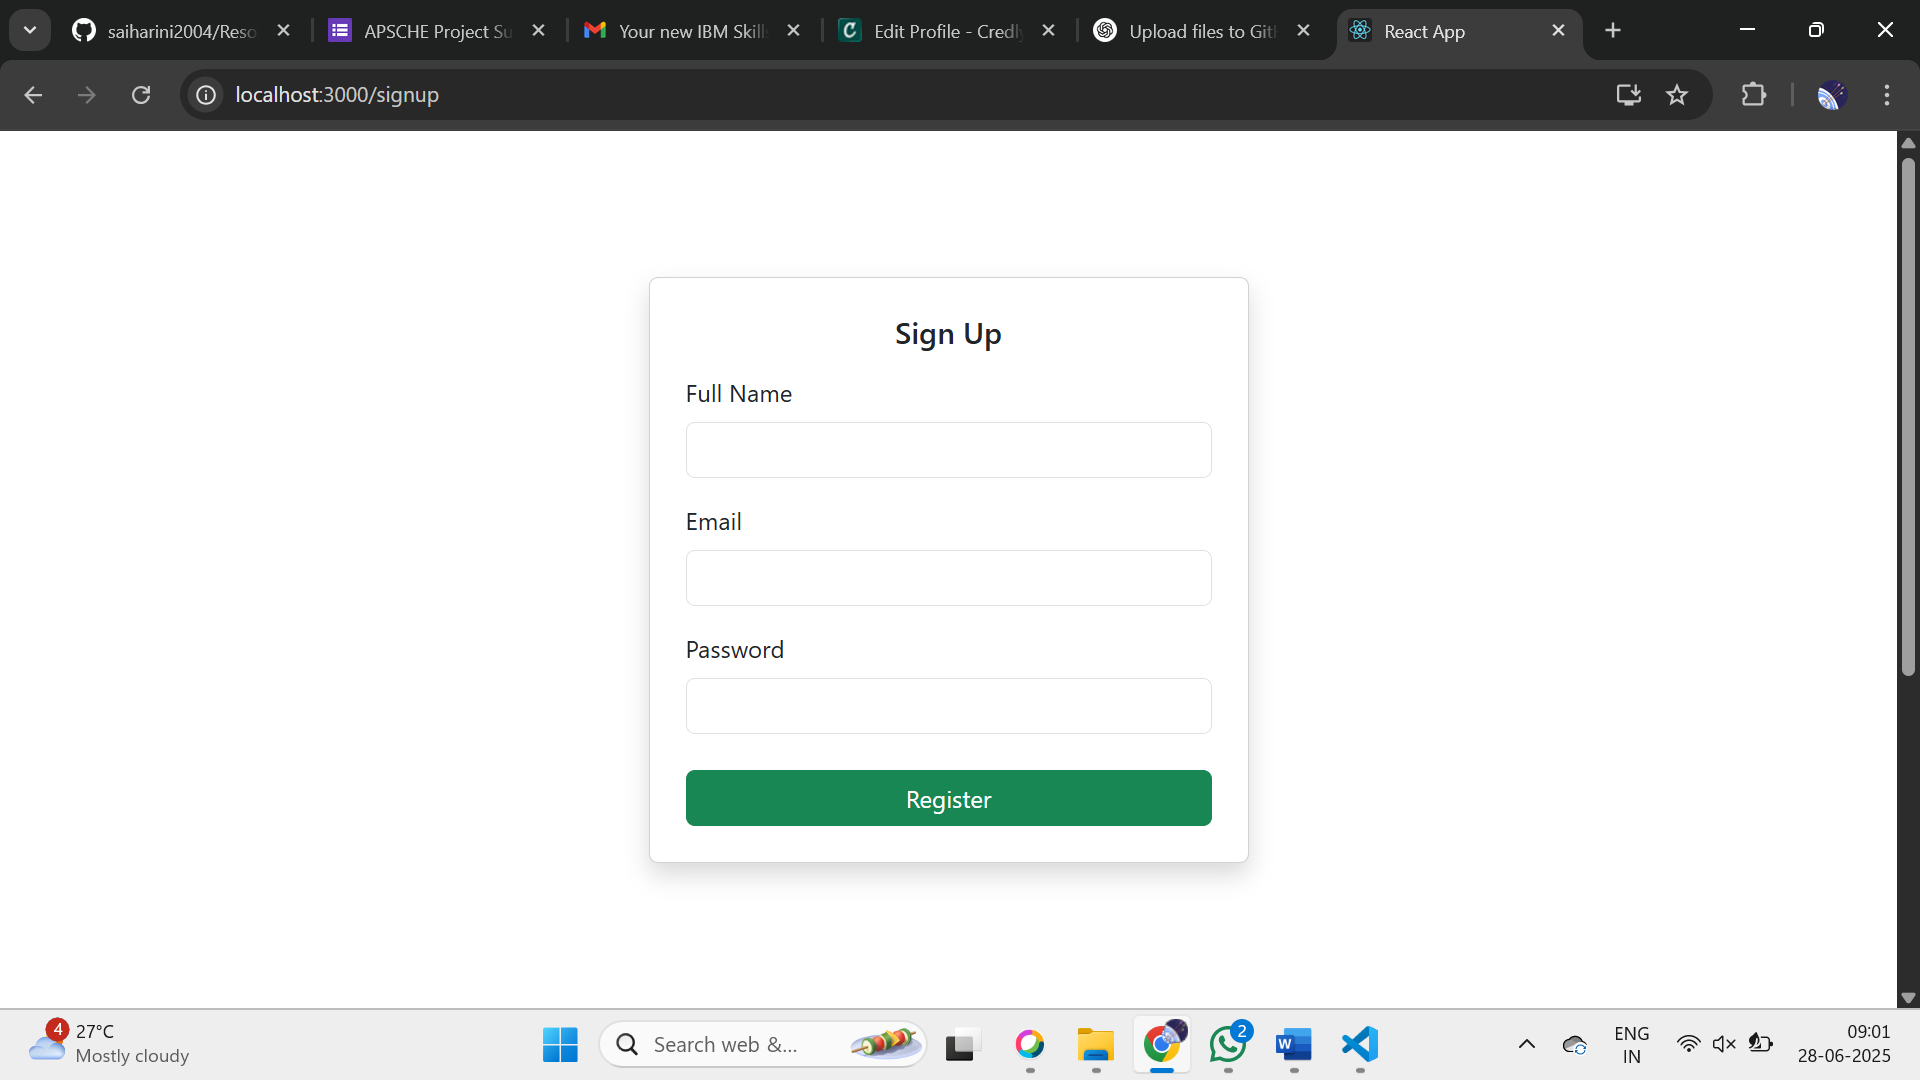 saiharini2004/Reso
APSCHE Project Su
Your new IBM Skill
Edit Profile - Credly
Upload files to Git
React App
localhost:3000/signup
Sign Up
Full Name
Email
Password
Register
4
27°C
Mostly cloudy
Search web &...
2
W
ENG
IN
09:01
28-06-2025